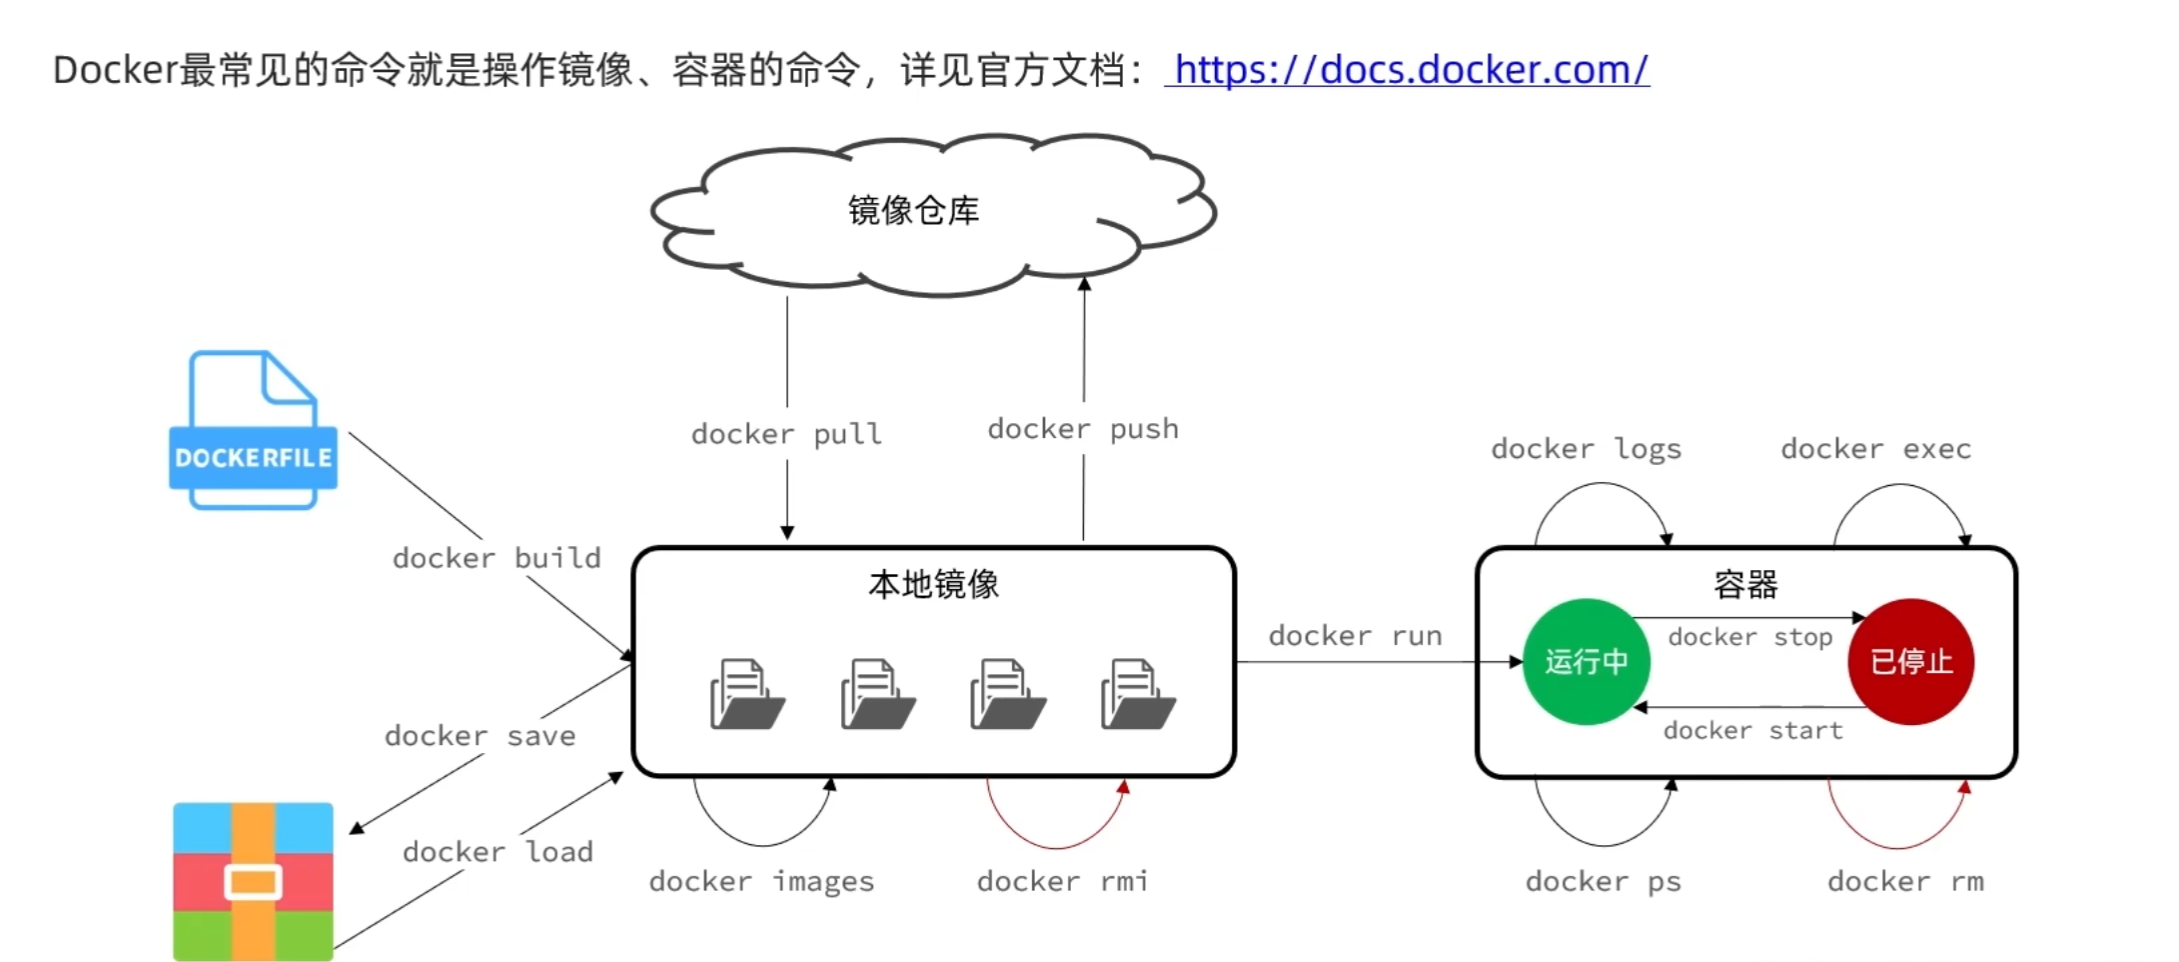 Docker最常见的命令就是操作镜像、容器的命令，详见官方文档： https://docs.docker.com/
镜像仓库
docker pull
docker push
DOCKERFILE
docker build
docker save
docker load
本地镜像
docker images
docker rmi
docker run
docker logs
docker exec
容器
运行中
docker stop
已停止
docker start
docker ps
docker rm